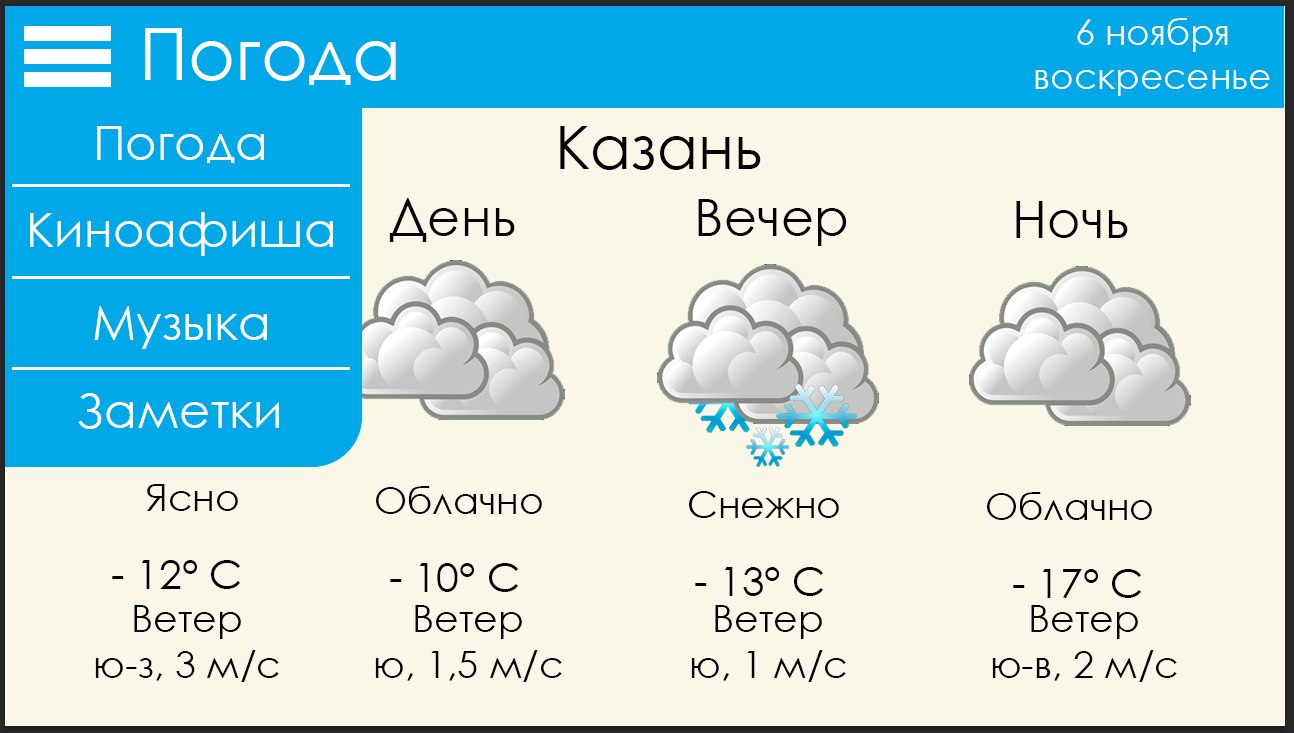 Погода
6 ноября
воскресенье
Погода
Киноафиша
Музыка
Заметки
Казань
День
Вечер
Ночь
Ясно
Облачно
Снежно
Облачно
- 12° C
- 10° C
- 13° C
- 17° C
Ветер
Ветер
Ветер
Ветер
ю-з, 3 м/с
ю, 1,5 м/с
ю, 1 м/с
ю-в, 2 м/с